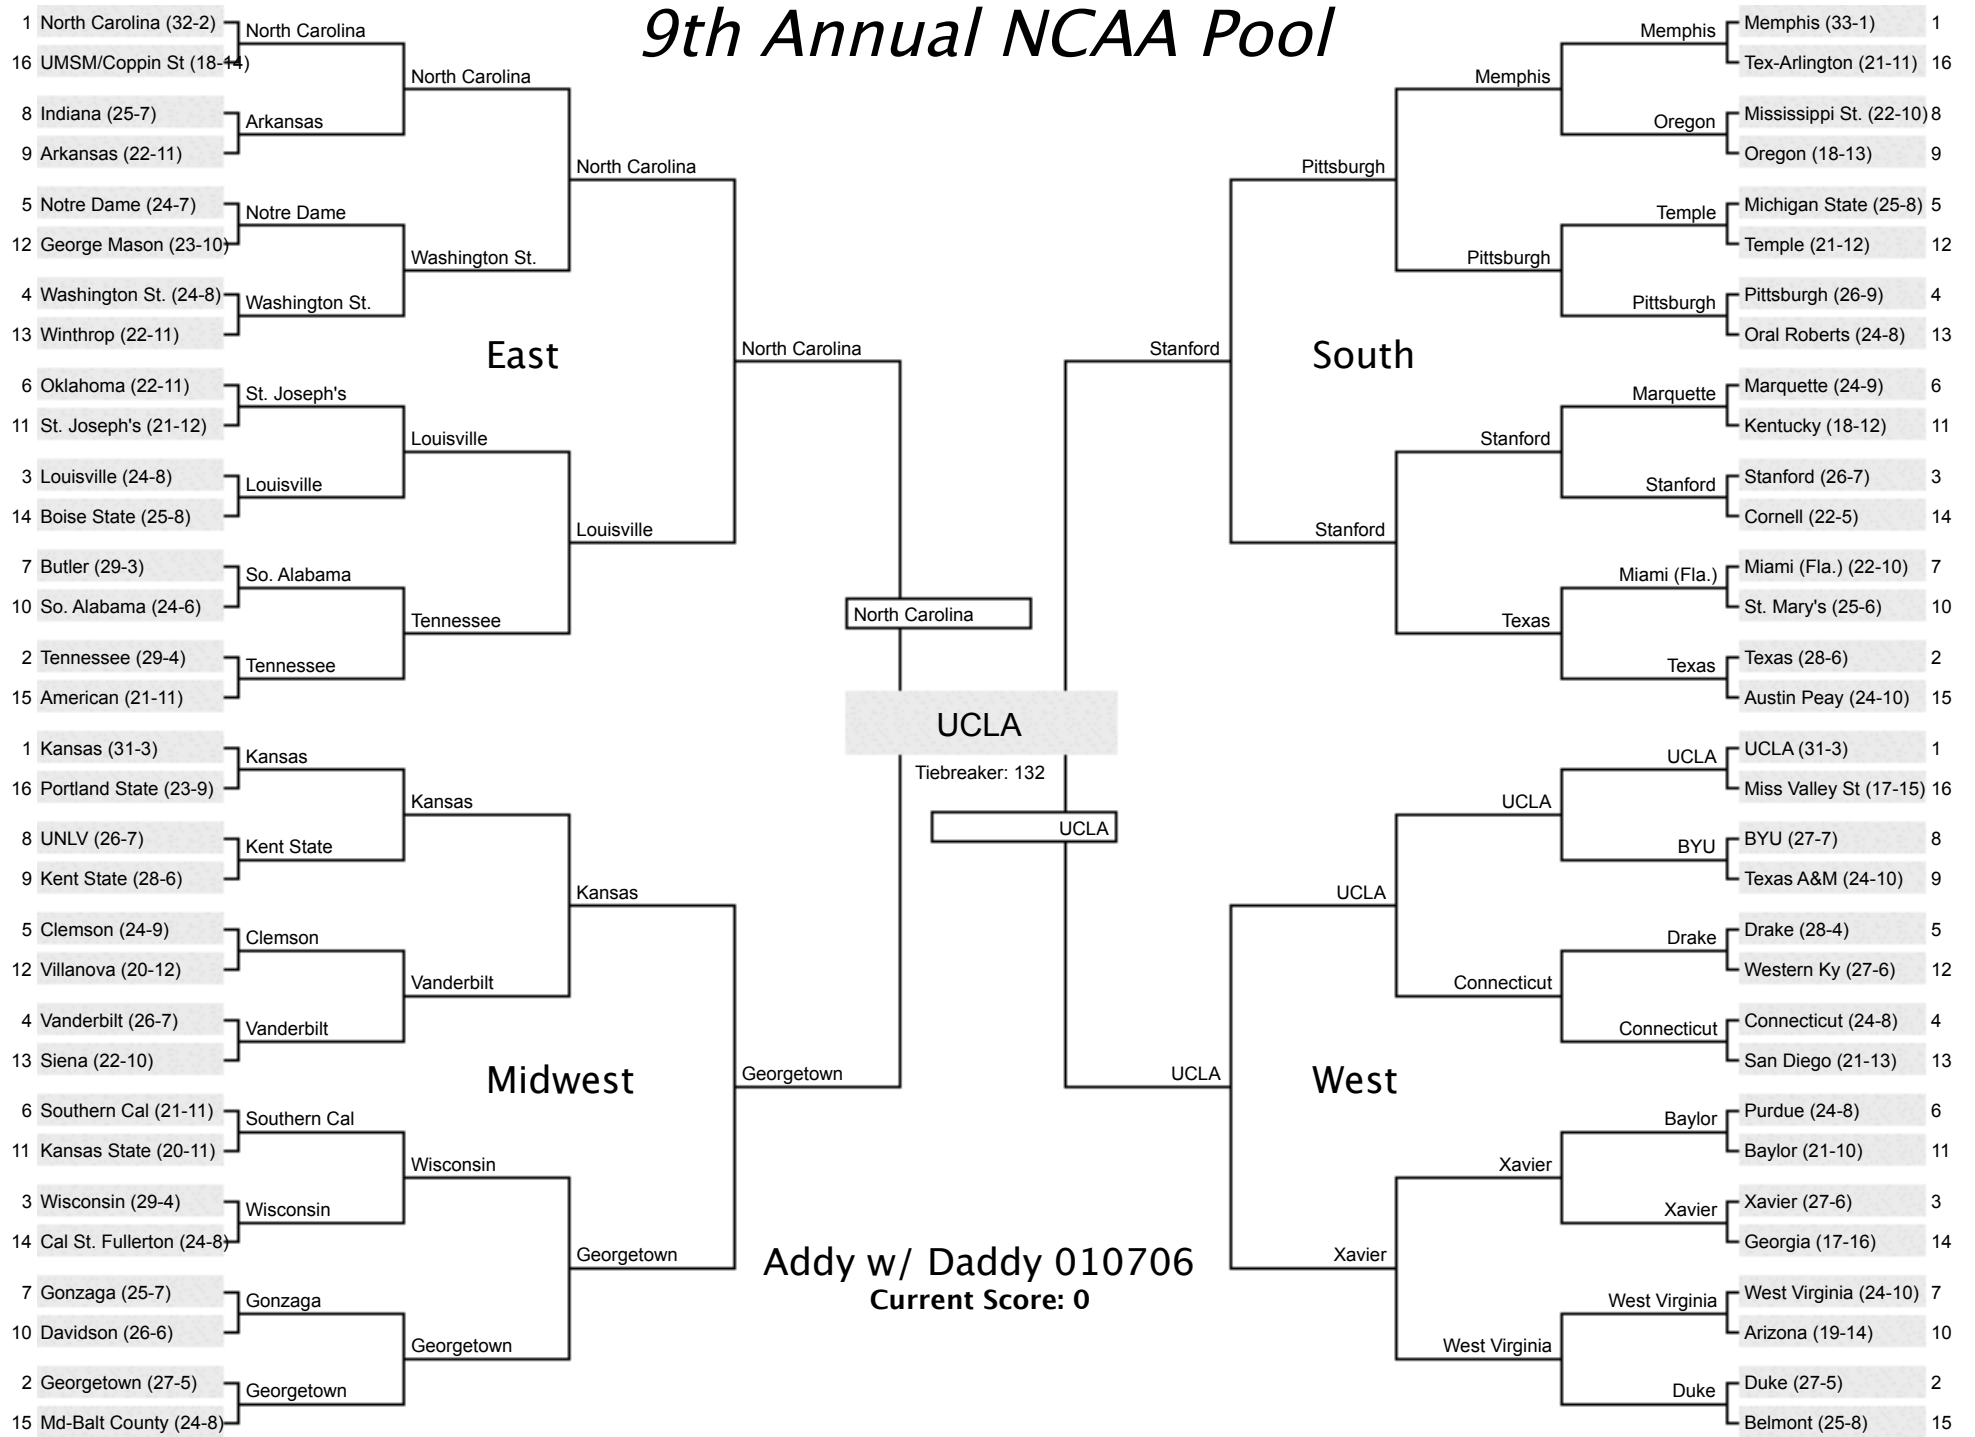 9th Annual NCAA Pool
1 North Carolina (32-2)
16 UMSM/Coppin St (18-14)
8 Indiana (25-7)
9 Arkansas (22-11)
5 Notre Dame (24-7)
12 George Mason (23-10)
4 Washington St. (24-8)
13 Winthrop (22-11)
6 Oklahoma (22-11)
11 St. Joseph's (21-12)
3 Louisville (24-8)
14 Boise State (25-8)
7 Butler (29-3)
10 So. Alabama (24-6)
2 Tennessee (29-4)
15 American (21-11)
1 Kansas (31-3)
16 Portland State (23-9)
8 UNLV (26-7)
9 Kent State (28-6)
5 Clemson (24-9)
12 Villanova (20-12)
4 Vanderbilt (26-7)
13 Siena (22-10)
6 Southern Cal (21-11)
11 Kansas State (20-11)
3 Wisconsin (29-4)
14 Cal St. Fullerton (24-8)
7 Gonzaga (25-7)
10 Davidson (26-6)
2 Georgetown (27-5)
15 Md-Balt County (24-8)
North Carolina
Arkansas
Notre Dame
Washington St.
St. Joseph's
Louisville
So. Alabama
Tennessee
Kansas
Kent State
Clemson
Vanderbilt
Southern Cal
Wisconsin
Gonzaga
Georgetown
North Carolina
Washington St.
Louisville
Tennessee
Kansas
Vanderbilt
Wisconsin
Georgetown
East
Midwest
North Carolina
Louisville
Kansas
Georgetown
North Carolina
Georgetown
North Carolina
UCLA
Tiebreaker: 132
UCLA
Addy w/ Daddy 010706
Current Score: 0
Stanford
UCLA
Pittsburgh
Stanford
UCLA
Xavier
South
West
Memphis
Pittsburgh
Stanford
Texas
UCLA
Connecticut
Xavier
West Virginia
Memphis
Oregon
Temple
Pittsburgh
Marquette
Stanford
Miami (Fla.)
Texas
UCLA
BYU
Drake
Connecticut
Baylor
Xavier
West Virginia
Duke
Memphis (33-1) 1
Tex-Arlington (21-11) 16
Mississippi St. (22-10) 8
Oregon (18-13) 9
Michigan State (25-8) 5
Temple (21-12) 12
Pittsburgh (26-9) 4
Oral Roberts (24-8) 13
Marquette (24-9) 6
Kentucky (18-12) 11
Stanford (26-7) 3
Cornell (22-5) 14
Miami (Fla.) (22-10) 7
St. Mary's (25-6) 10
Texas (28-6) 2
Austin Peay (24-10) 15
UCLA (31-3) 1
Miss Valley St (17-15) 16
BYU (27-7) 8
Texas A&M (24-10) 9
Drake (28-4) 5
Western Ky (27-6) 12
Connecticut (24-8) 4
San Diego (21-13) 13
Purdue (24-8) 6
Baylor (21-10) 11
Xavier (27-6) 3
Georgia (17-16) 14
West Virginia (24-10) 7
Arizona (19-14) 10
Duke (27-5) 2
Belmont (25-8) 15